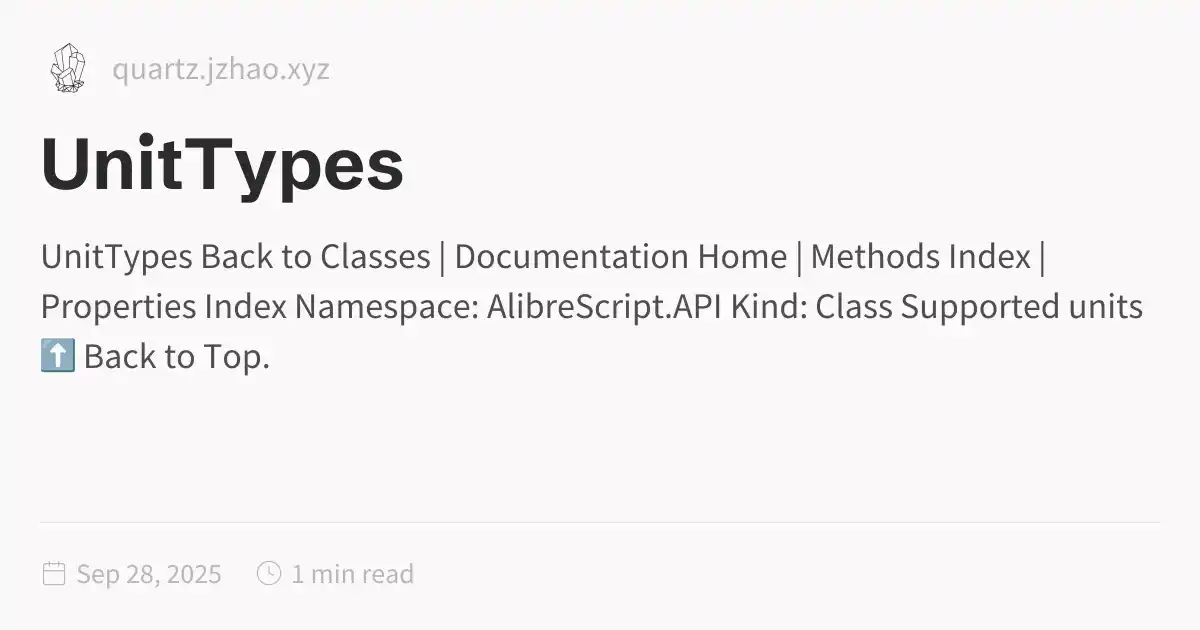 quartz.jzhao.xyz
UnitTypes
UnitTypes Back to Classes | Documentation Home | Methods Index |
Properties Index Namespace: AlibreScript.API Kind: Class Supported units
⬆️ Back to Top.
Sep 28, 2025 1 min read